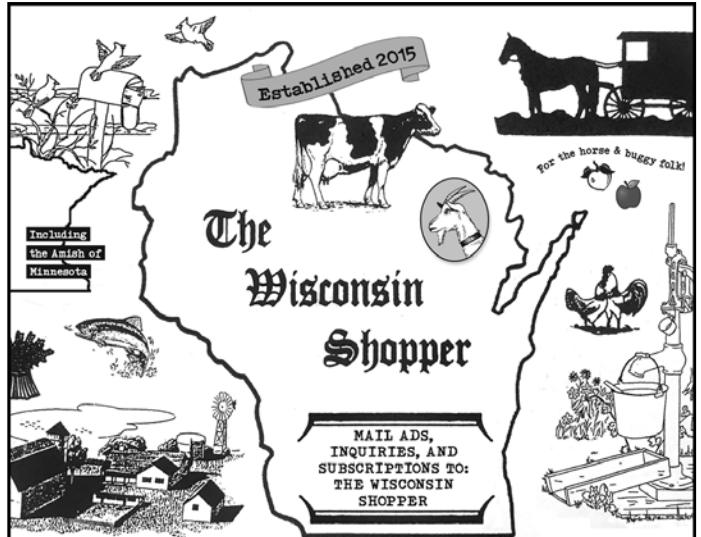 Established 2015
For the horse & buggy folk!
Including
the Amish of
Minnesota
The
Wisconsin
Shopper
MAIL ADS,
INQUIRIES, AND
SUBSCRIPTIONS TO:
THE WISCONSIN
SHOPPER